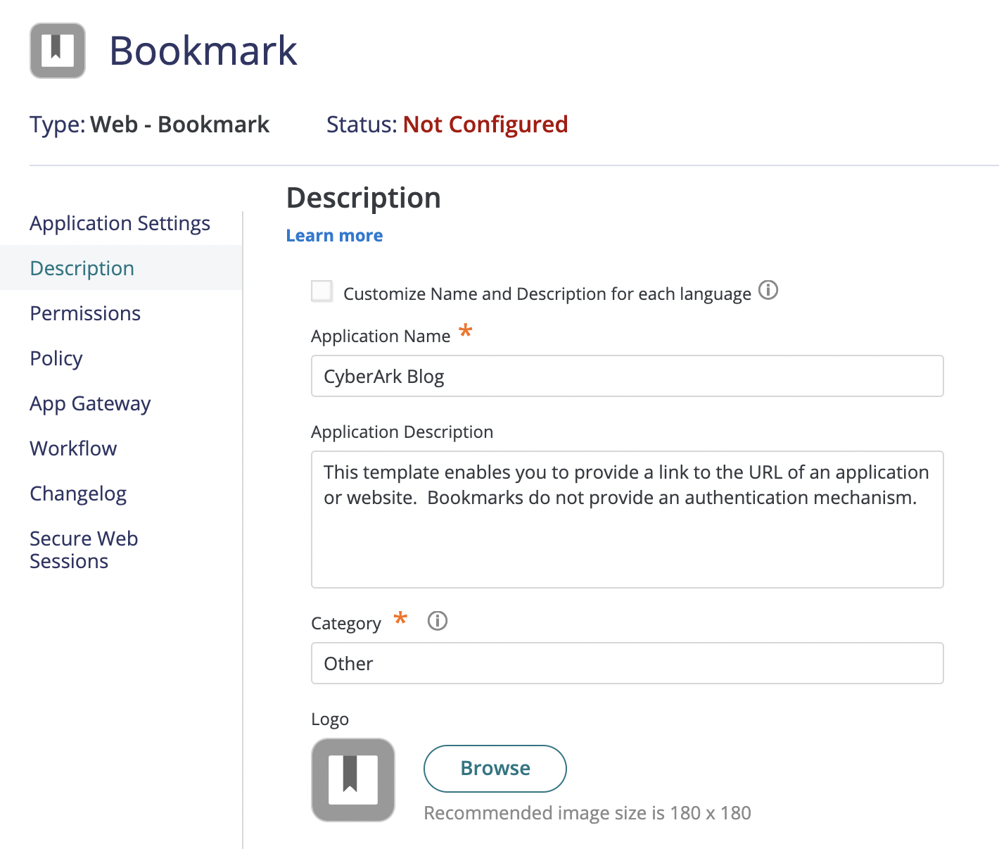 Bookmark
Type: Web - Bookmark
Status: Not Configured
Application Settings
Description
Permissions
Policy
App Gateway
Workflow
Changelog
Secure Web
Sessions
Description
Learn more
Customize Name and Description for each language
Application Name *
CyberArk Blog
Application Description
This template enables you to provide a link to the URL of an application
or website.  Bookmarks do not provide an authentication mechanism.
Category *
Other
Logo
Browse
Recommended image size is 180 x 180